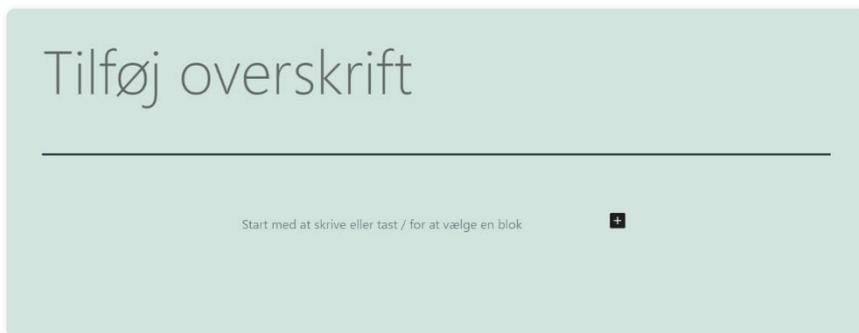 Tilføj overskrift
Start med at skrive eller tast / for at vælge en blok